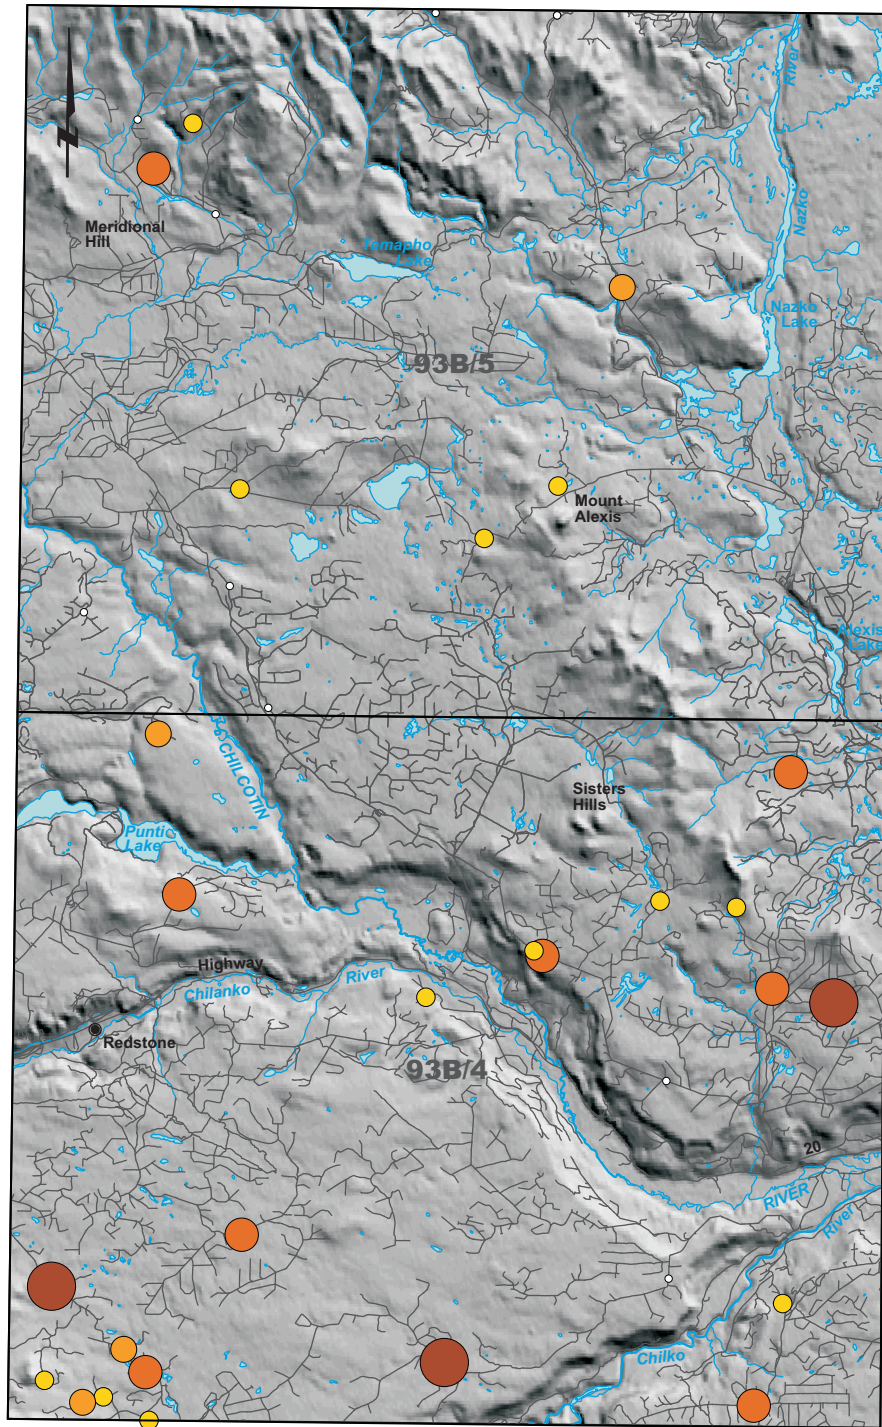 River
Nazko
Meridional
Hill
Temapho
Lake
Nazko
Lake
93B/5
Mount
Alexis
Alexis
Lake
CHILCOTIN
Sisters
Hills
Puntic
Lake
Highway
River
Chilanko
Redstone
93B/4
20
RIVER
River
Chilko